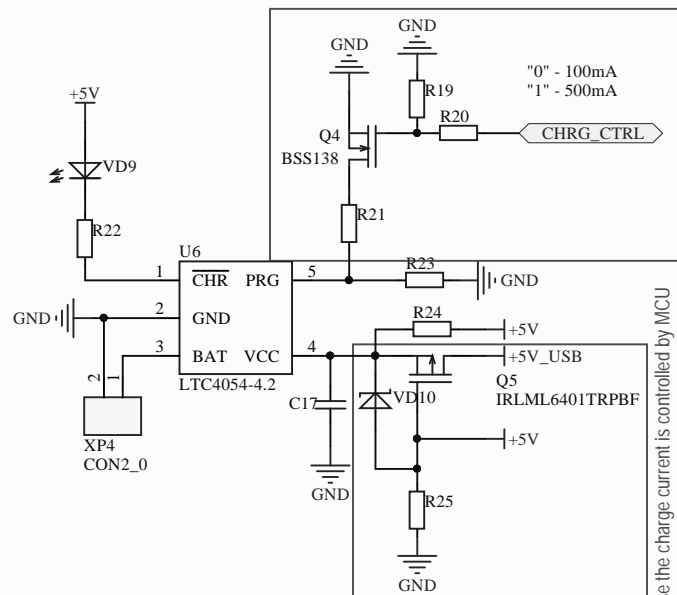 GND
GND
"0" - 100mA
"1" - 500mA
R19
R20
CHRG_CTRL
Q4
BSS138
+5V
VD9
R21
R22
U6
1
CHR
PRG
5
R23
GND
GND
2
GND
R24
+5V
3
BAT
VCC
4
+5V_USB
LTC4054-4.2
Q5
IRLML6401TRPBF
2
1
C17
VD10
XP4
CON2_0
+5V
GND
R25
GND
e the charge current is controlled by MCU